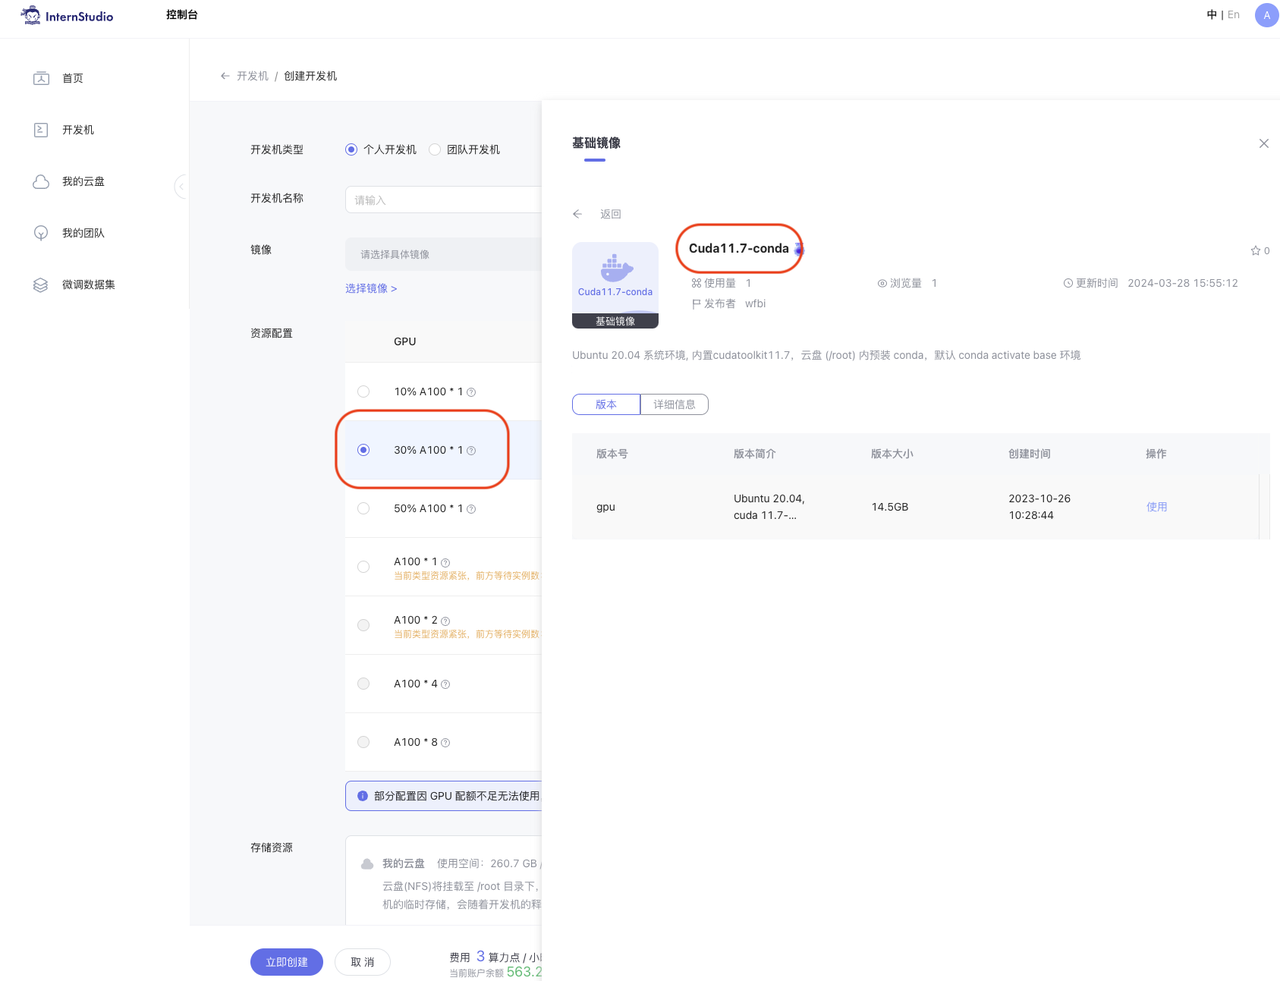 InternStudio
控制台
中 | En
A
首页
开发机
我的云盘
我的团队
微调数据集
开发机 / 创建开发机
开发机类型
个人开发机
团队开发机
开发机名称
请输入
镜像
请选择具体镜像
选择镜像 >
资源配置
GPU
10% A100 * 1
30% A100 * 1
50% A100 * 1
A100 * 1
当前类型资源紧张，前方等待实例数
A100 * 2
当前类型资源紧张，前方等待实例数
A100 * 4
A100 * 8
部分配置因 GPU 配额不足无法使用
存储资源
我的云盘 使用空间：260.7 GB /
云盘(NFS)将挂载至 /root 目录下，
机的临时存储，会随着开发机的释
立即创建
取 消
费用 3 算力点 / 小
当前账户余额 563.2
基础镜像
返回
Cuda11.7-conda
基础镜像
Cuda11.7-conda
0
使用量 1
浏览量 1
更新时间 2024-03-28 15:55:12
发布者 wfbi
Ubuntu 20.04 系统环境, 内置cudatoolkit11.7，云盘 (/root) 内预装 conda，默认 conda activate base 环境
版本
详细信息
版本号 版本简介 版本大小 创建时间 操作
gpu
Ubuntu 20.04,
cuda 11.7-...
14.5GB
2023-10-26
10:28:44
使用